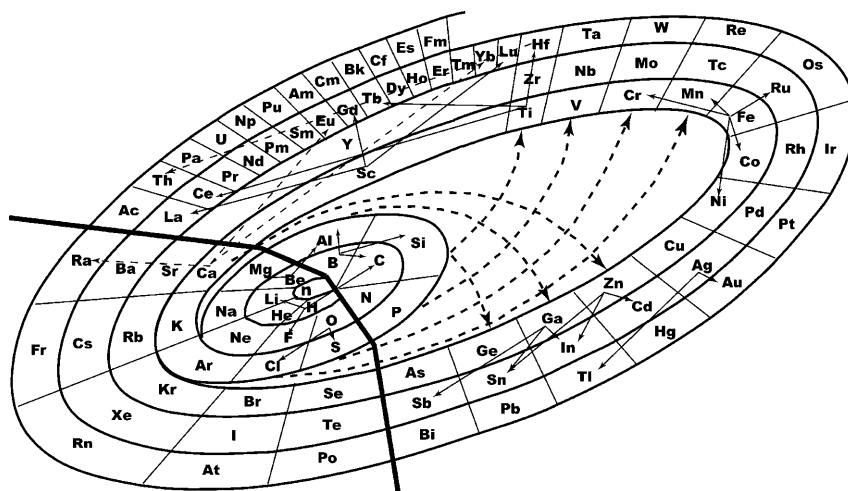 Fm
Es
Cf
Bk
Cm
Am
Pu
Np
U
Pa
Th
Ac
Ra
Fr
Rn
At
Po
Bi
Pb
Tl
Hg
Au
Pt
Ir
Os
Re
W
Ta
Hf
Lu
Yb
Tm
Er
Ho
Dy
Tb
Gd
Eu
Sm
Pm
Nd
Pr
Ce
La
Ba
Cs
Xe
I
Te
Sb
Sn
In
Cd
Ag
Pd
Rh
Ru
Tc
Mo
Nb
Zr
Y
Sr
Rb
Kr
Br
Se
As
Ge
Ga
Zn
Cu
Ni
Co
Fe
Mn
Cr
V
Ti
Sc
Ca
K
Ar
Cl
S
P
Si
Al
Mg
Na
Ne
F
O
N
C
B
Be
Li
He
H
n